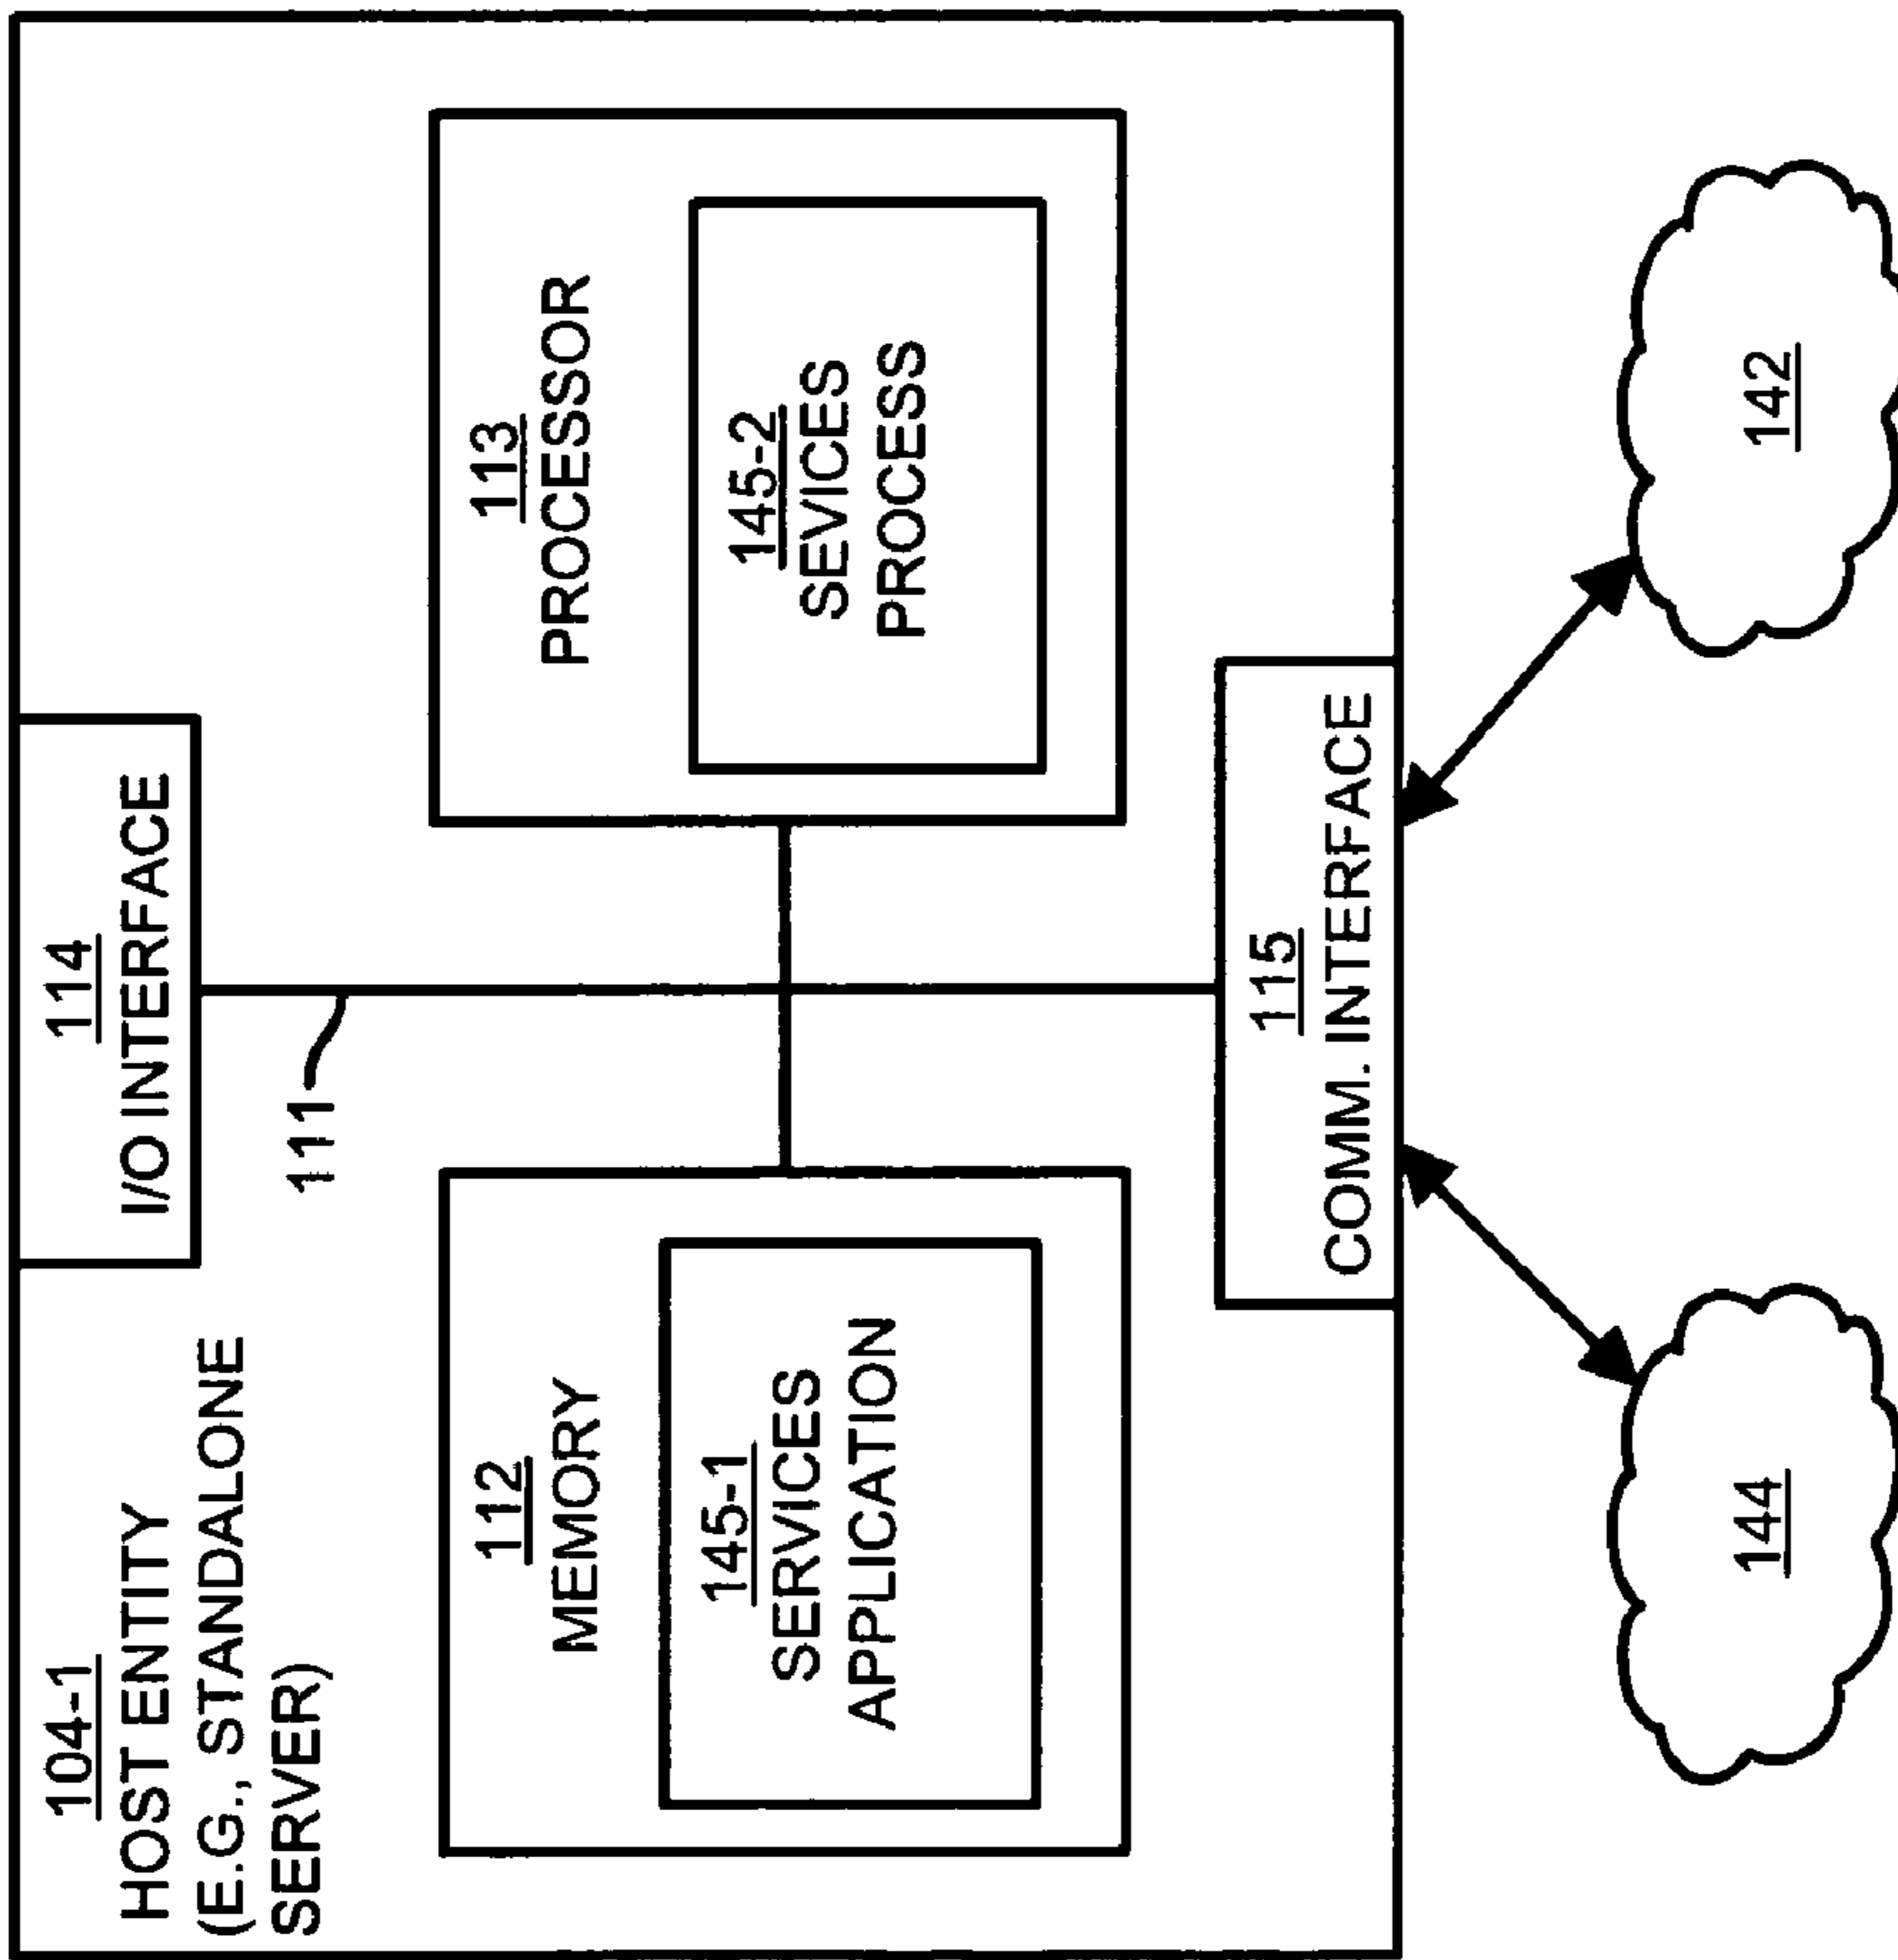 104-1
HOST ENTITY
(E.G., STANDALONE
SERVER)
114
I/O INTERFACE
111
112
MEMORY
145-1
SERVICES
APPLICATION
113
PROCESSOR
145-2
SEVICES
PROCESS
115
COMM. INTERFACE
144
142